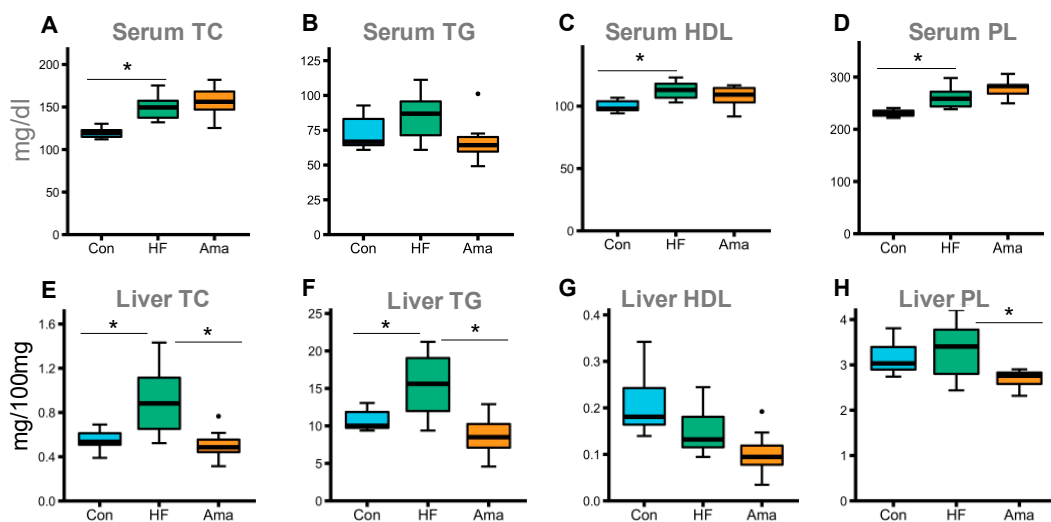 A Serum TC
B Serum TG
C Serum HDL
D Serum PL
mg/dl
200
150
100
50
0
*
Con HF Ama
125
100
75
50
25
0
Con HF Ama
100
50
0
*
Con HF Ama
300
200
100
0
*
Con HF Ama
E Liver TC
F Liver TG
G Liver HDL
H Liver PL
mg/100mg
1.6
1.2
0.8
0.4
0.0
* *
Con HF Ama
25
20
15
10
5
0
* *
Con HF Ama
0.4
0.3
0.2
0.1
0.0
Con HF Ama
4
3
2
1
0
*
Con HF Ama